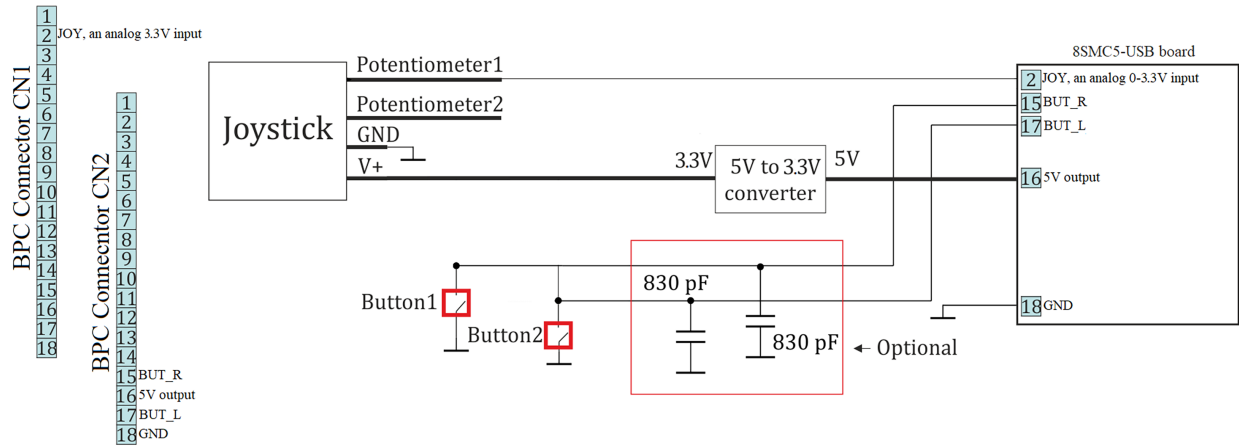 BPC Connector CN1
1
2
JOY, an analog 3.3V input
3
4
5
6
7
8
9
10
11
12
13
14
15
16
17
18
BPC Conecntor CN2
1
2
3
4
5
6
7
8
9
10
11
12
13
14
15
BUT_R
16
5V output
17
BUT_L
18
GND
Joystick
Potentiometer1
Potentiometer2
GND
V+
3.3V
5V to 3.3V
converter
5V
8SMC5-USB board
2
JOY, an analog 0-3.3V input
15
BUT_R
17
BUT_L
16
5V output
18
GND
Button1
Button2
830 pF
830 pF
Optional